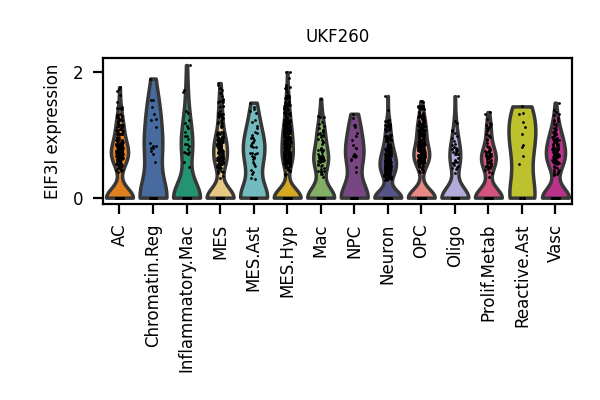 UKF260
EIF3I expression
2
0
AC
Chromatin.Reg
Inflammatory.Mac
MES
MES.Ast
MES.Hyp
Mac
NPC
Neuron
OPC
Oligo
Prolif.Metab
Reactive.Ast
Vasc